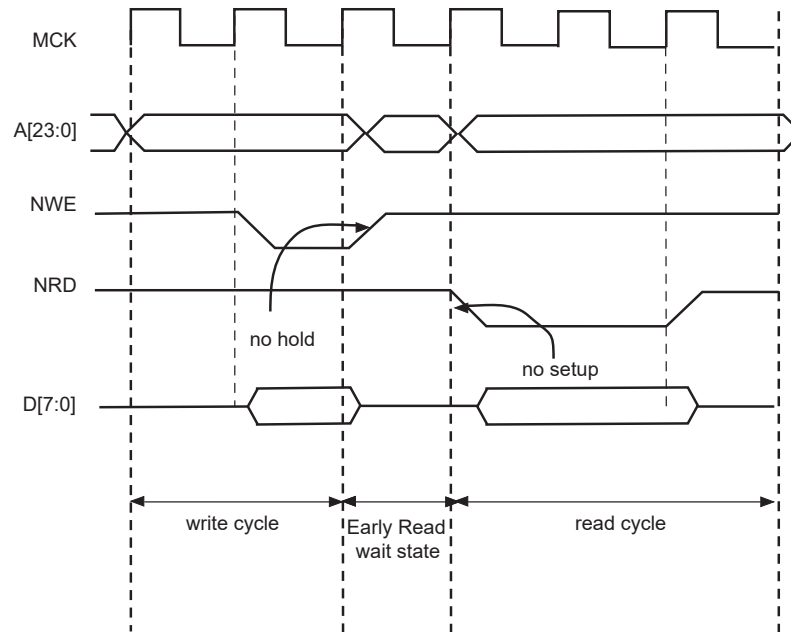 MCK
A[23:0]
NWE
NRD
no hold
no setup
D[7:0]
write cycle
Early Read
wait state
read cycle